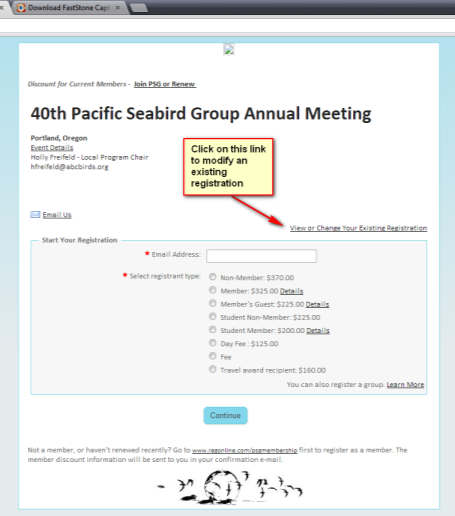 Download FastStone Capt
Discount for Current Members - Join PSG or Renew
40th Pacific Seabird Group Annual Meeting
Portland, Oregon
Event Details
Holly Freifeld - Local Program Chair
hfreifeld@abcbirds.org
Click on this link
to modify an
existing
registration
Email Us
View or Change Your Existing Registration
Start Your Registration
* Email Address:
* Select registrant type:
Non-Member: $370.00
Member: $325.00 Details
Member's Guest: $225.00 Details
Student Non-Member: $225.00
Student Member: $200.00 Details
Day Fee : $125.00
Fee
Travel award recipient: $160.00
You can also register a group. Learn More
Continue
Not a member, or haven't renewed recently? Go to www.regonline.com/psgmembership first to register as a member. The
member discount information will be sent to you in your confirmation e-mail.